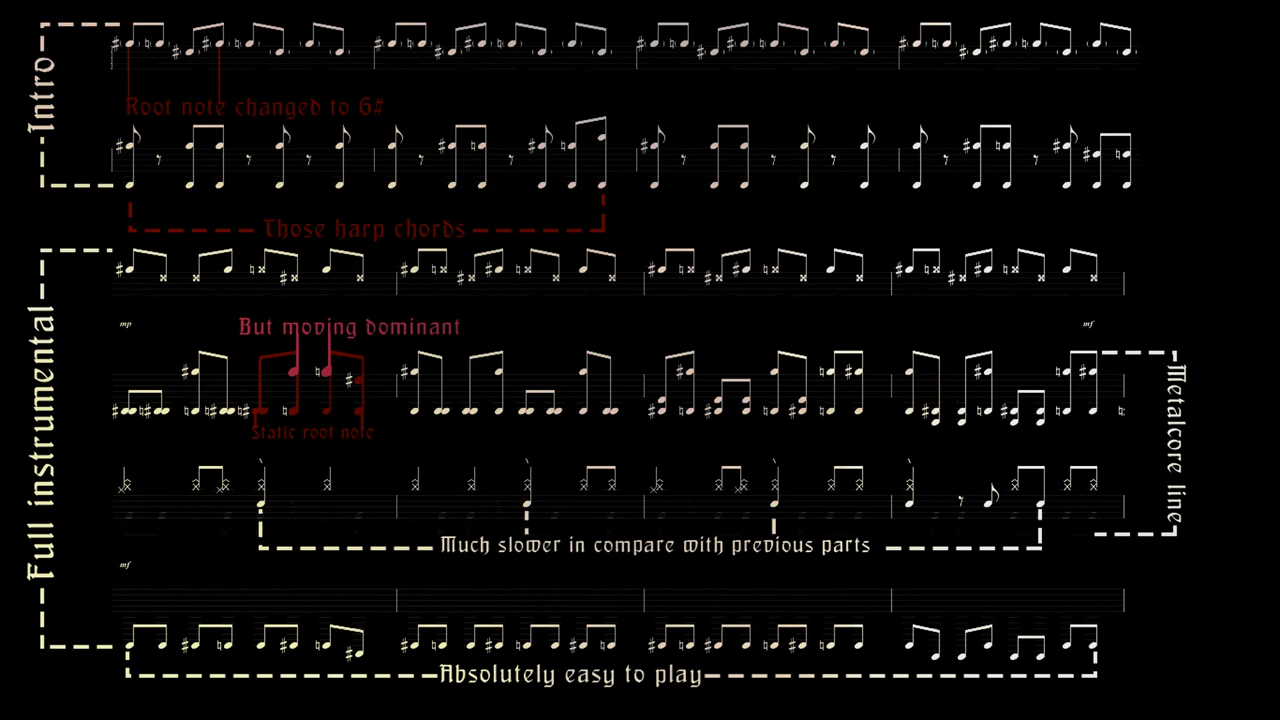 Intro
Root note changed to G#
Those harp chords
Full instrumental
mp
mf
But moving dominant
Static root note
Metalcore line
Much slower in compare with previous parts
mf
Absolutely easy to play